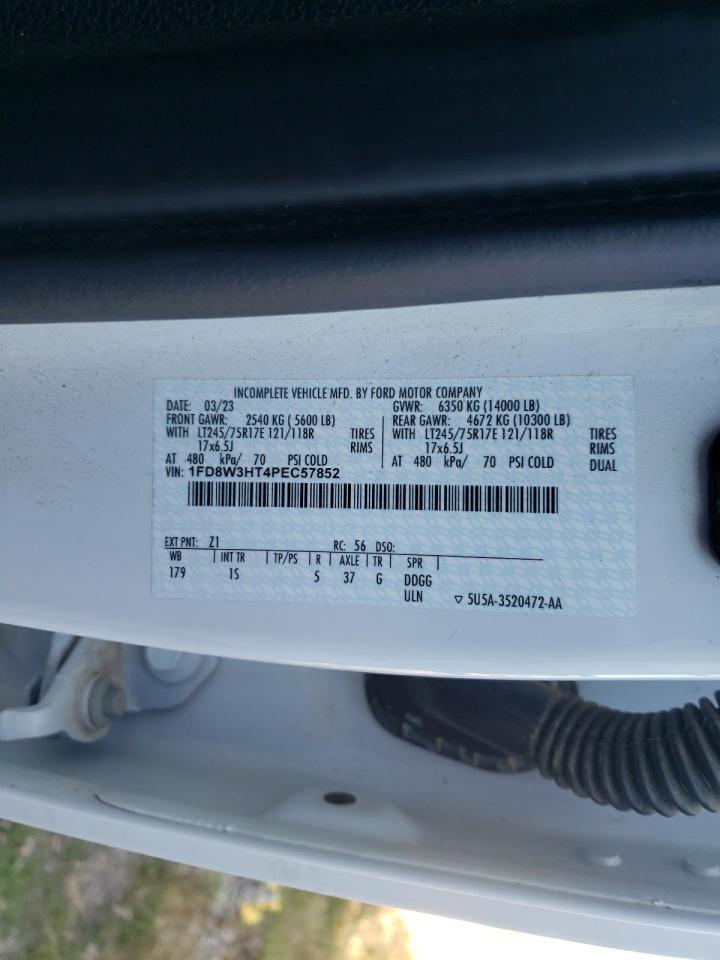 INCOMPLETE VEHICLE MFD. BY FORD MOTOR COMPANY
DATE: 03/23 GVWR: 6350 KG (14000 LB)
FRONT GAWR: 2540 KG ( 5600 LB) REAR GAWR: 4672 KG (10300 LB)
WITH LT245/75R17E 121/118R TIRES WITH LT245/75R17E 121/118R TIRES
17x6.5J RIMS 17x6.5J RIMS
AT 480 kPa/ 70 PSI COLD AT 480 kPa/ 70 PSI COLD DUAL
VIN: 1FD8W3HT4PEC57852
EXT PNT: Z1 RC: 56 DSO:
WB | INT TR | TP/PS | R | AXLE | TR | SPR |
179 1S 5 37 G DDGG
ULN ▽ 5U5A-3520472-AA